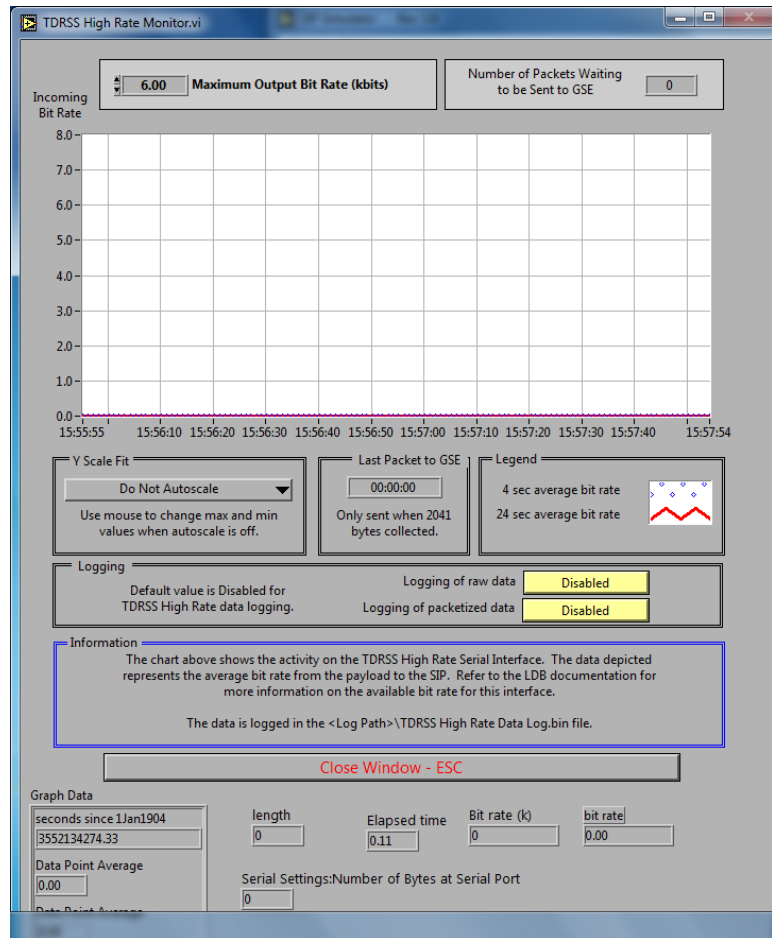 TDRSS High Rate Monitor.vi
SIP Simulator
6.00 Maximum Output Bit Rate (kbits)
Number of Packets Waiting
to be Sent to GSE
0
Incoming
Bit Rate
8.0
7.0
6.0
5.0
4.0
3.0
2.0
1.0
0.0
15:55:55 15:56:10 15:56:20 15:56:30 15:56:40 15:56:50 15:57:00 15:57:10 15:57:20 15:57:30 15:57:40 15:57:54
Y Scale Fit
Do Not Autoscale
Use mouse to change max and min
values when autoscale is off.
Last Packet to GSE
00:00:00
Only sent when 2041
bytes collected.
Legend
4 sec average bit rate
24 sec average bit rate
Logging
Default value is Disabled for
TDRSS High Rate data logging.
Logging of raw data Disabled
Logging of packetized data Disabled
Information
The chart above shows the activity on the TDRSS High Rate Serial Interface. The data depicted
represents the average bit rate from the payload to the SIP. Refer to the LDB documentation for
more information on the available bit rate for this interface.
The data is logged in the <Log Path>\TDRSS High Rate Data Log.bin file.
Close Window - ESC
Graph Data
seconds since 1Jan1904
3552134274.33
Data Point Average
0.00
Data Point Average
length
0
Elapsed time
0.11
Bit rate (k)
0
bit rate
0.00
Serial Settings:Number of Bytes at Serial Port
0